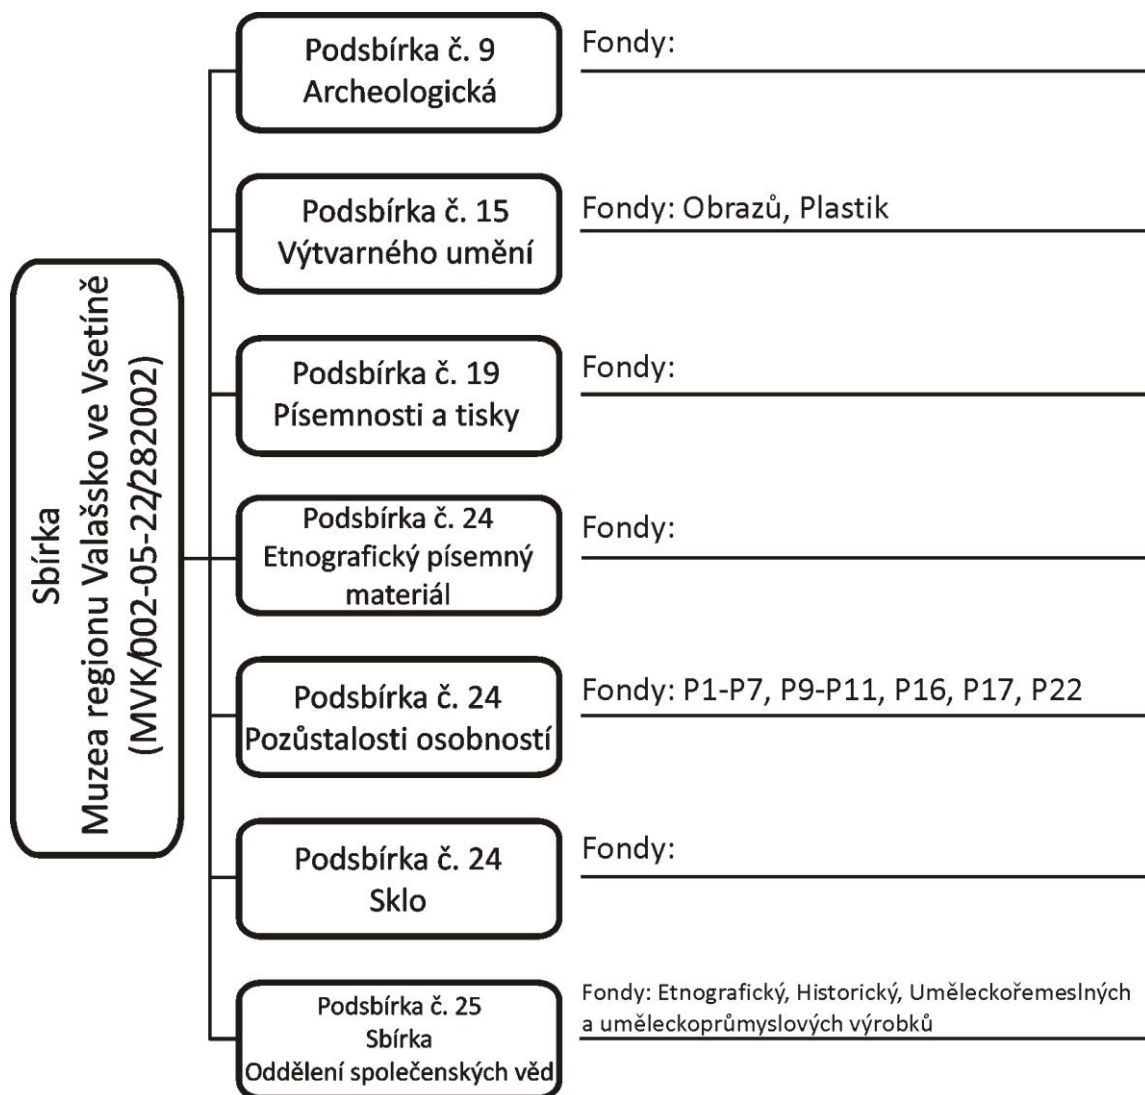 Sbírka
Muzea regionu Valašsko ve Vsetíně
(MVK/002-05-22/282002)
Podsbírka č. 9
Archeologická
Fondy:
Podsbírka č. 15
Výtvarného umění
Fondy: Obrazů, Plastik
Podsbírka č. 19
Písemnosti a tisky
Fondy:
Podsbírka č. 24
Etnografický písemný
materiál
Fondy:
Podsbírka č. 24
Pozůstalosti osobností
Fondy: P1-P7, P9-P11, P16, P17, P22
Podsbírka č. 24
Sklo
Fondy:
Podsbírka č. 25
Sbírka
Oddělení společenských věd
Fondy: Etnografický, Historický, Uměleckořemeslných
a uměleckoprůmyslových výrobků